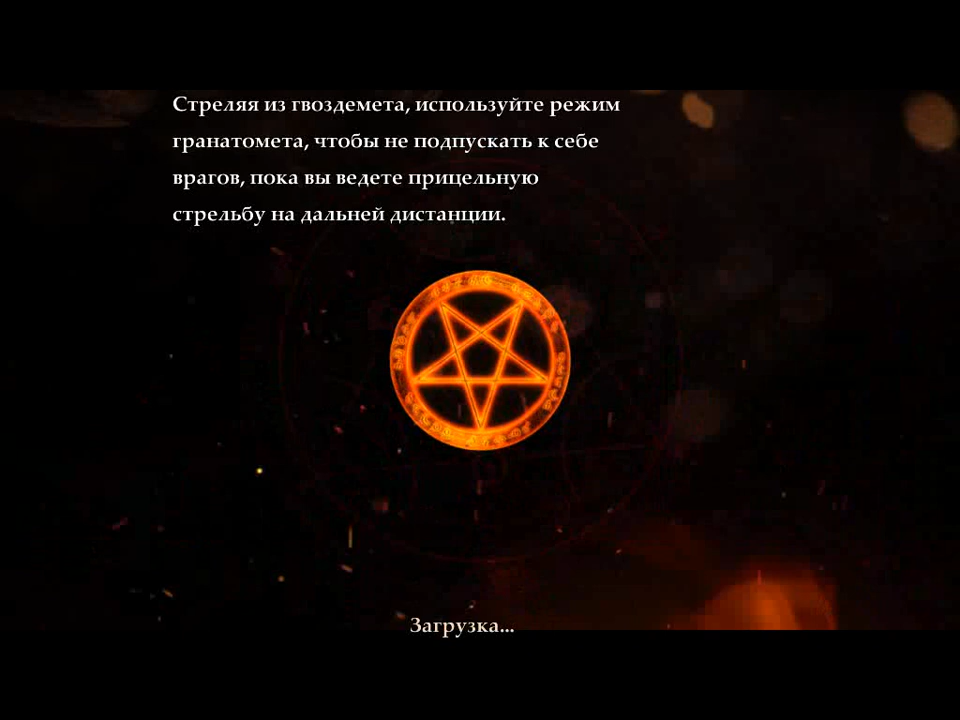 Стреляя из гвоздемета, используйте режим
гранатомета, чтобы не подпускать к себе
врагов, пока вы ведете прицельную
стрельбу на дальней дистанции.
Загрузка...